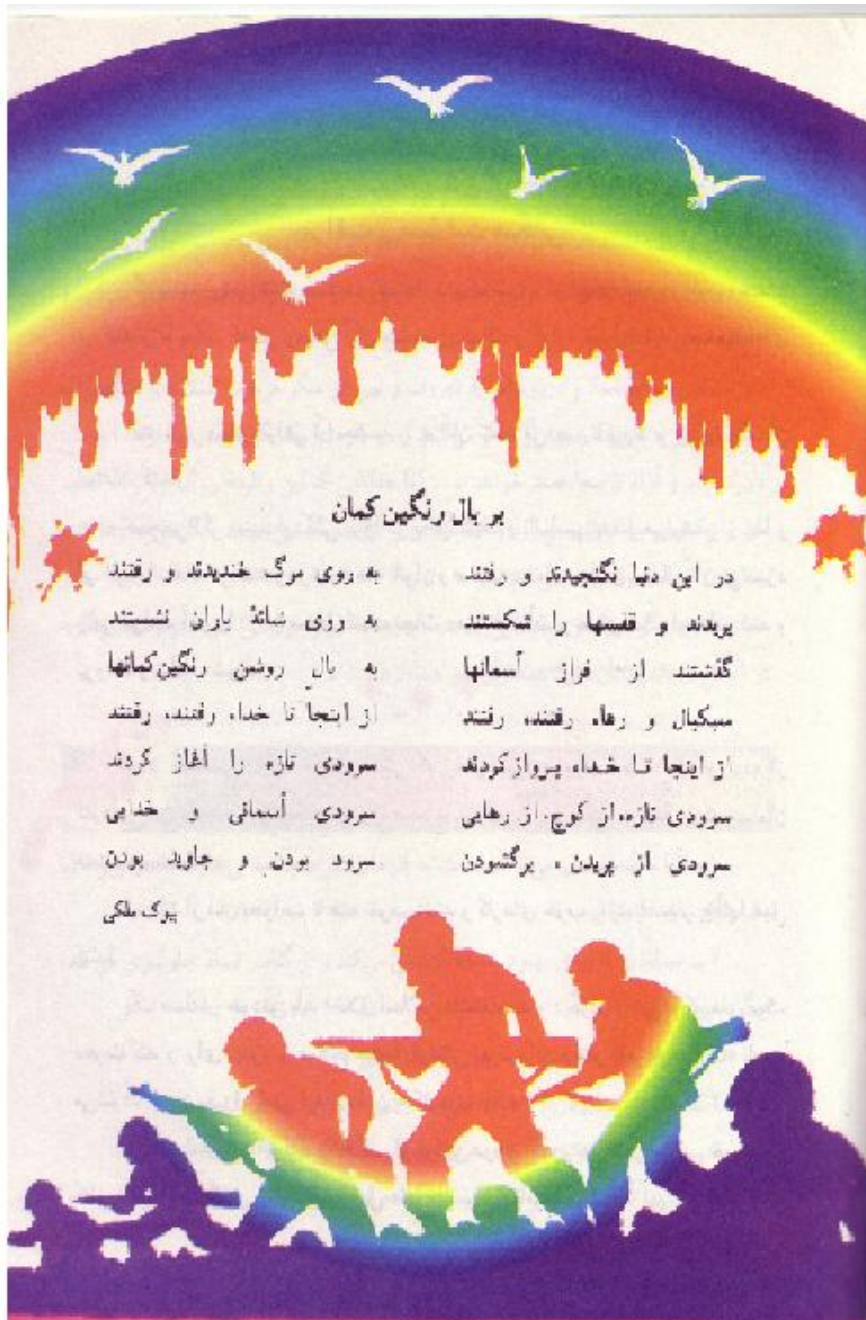 بر بال رنگین کمان
در این دنیا نگنجیدند و رفتند به روی مرگ خندیدند و رفتند
پریدند و قفسها را شکستند به روی شانهٔ یاران نشستند
گذشتند از فراز آسمانها به بال روشن رنگین‌کمانها
سبکبال و رها، رفتند، رفتند از اینجا تا خدا، رفتند، رفتند
از اینجا تا خدا، پرواز کردند سرودی تازه را آغاز کردند
سرودی تازه، از کوچ از رهایی سرودی آسمانی و خدایی
سرودی از پریدن، پرگشودن سرود بودن و جاوید بودن
بیوک ملکی